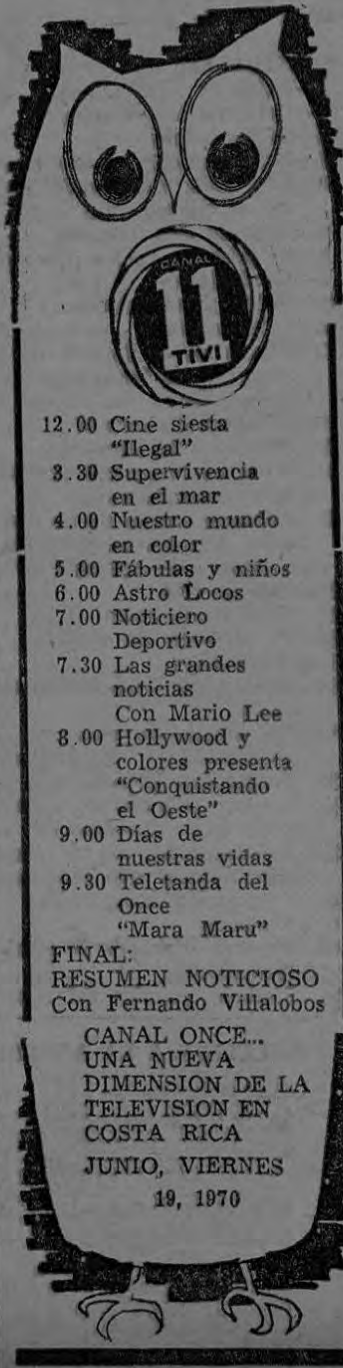 CANAL
11
TIVI
12.00 Cine siesta
"Ilegal"
3.30 Supervivencia
en el mar
4.00 Nuestro mundo
en color
5.00 Fábulas y niños
6.00 Astro Locos
7.00 Noticiero
Deportivo
7.30 Las grandes
noticias
Con Mario Lee
8.00 Hollywood y
colores presenta
"Conquistando
el Oeste"
9.00 Días de
nuestras vidas
9.30 Teletanda del
Once
"Mara Maru"
FINAL:
RESUMEN NOTICIOSO
Con Fernando Villalobos
CANAL ONCE...
UNA NUEVA
DIMENSION DE LA
TELEVISION EN
COSTA RICA
JUNIO, VIERNES
19, 1970